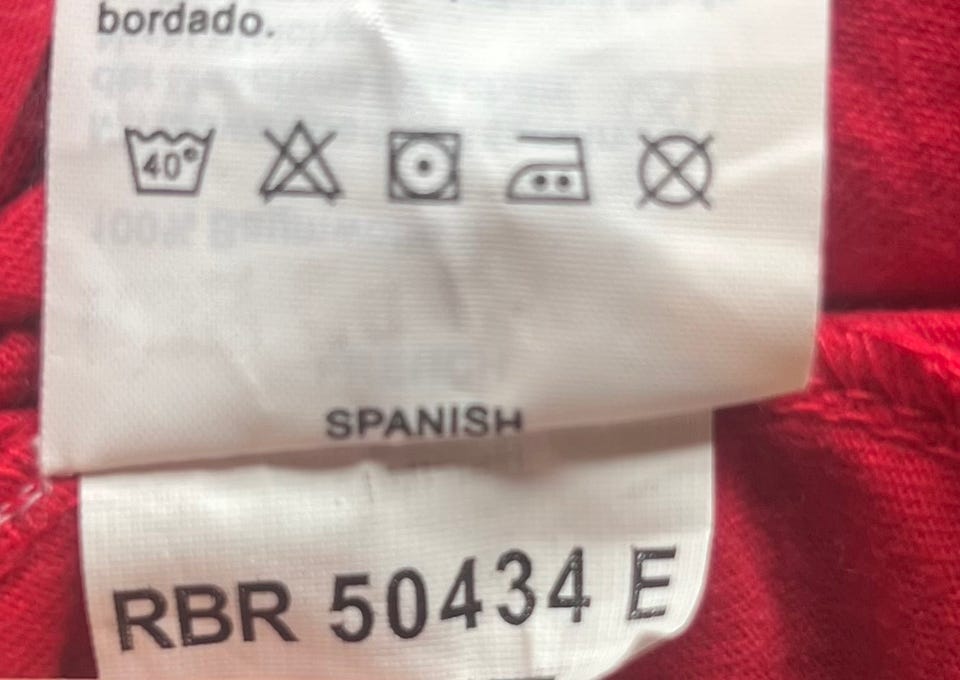 bordado.
40°
SPANISH
RBR 50434 E